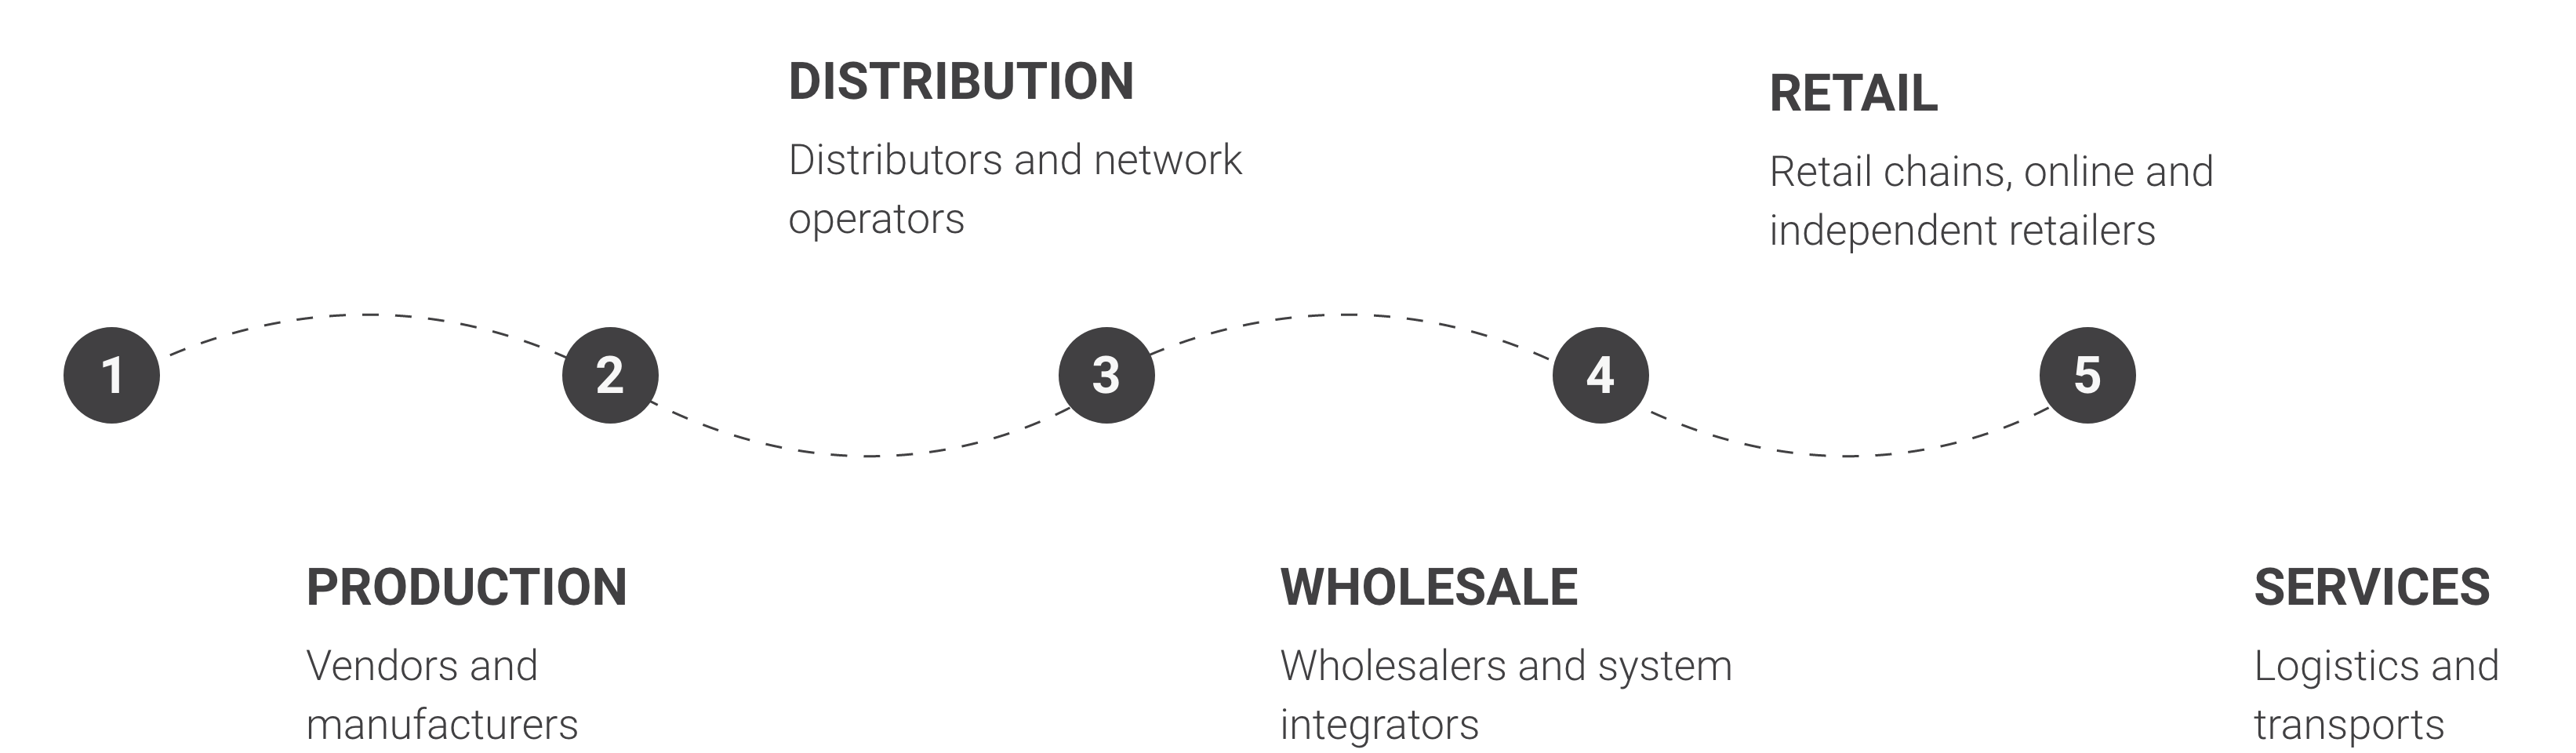 DISTRIBUTION
Distributors and network
operators
RETAIL
Retail chains, online and
independent retailers
1
2
3
4
5
PRODUCTION
Vendors and
manufacturers
WHOLESALE
Wholesalers and system
integrators
SERVICES
Logistics and
transports